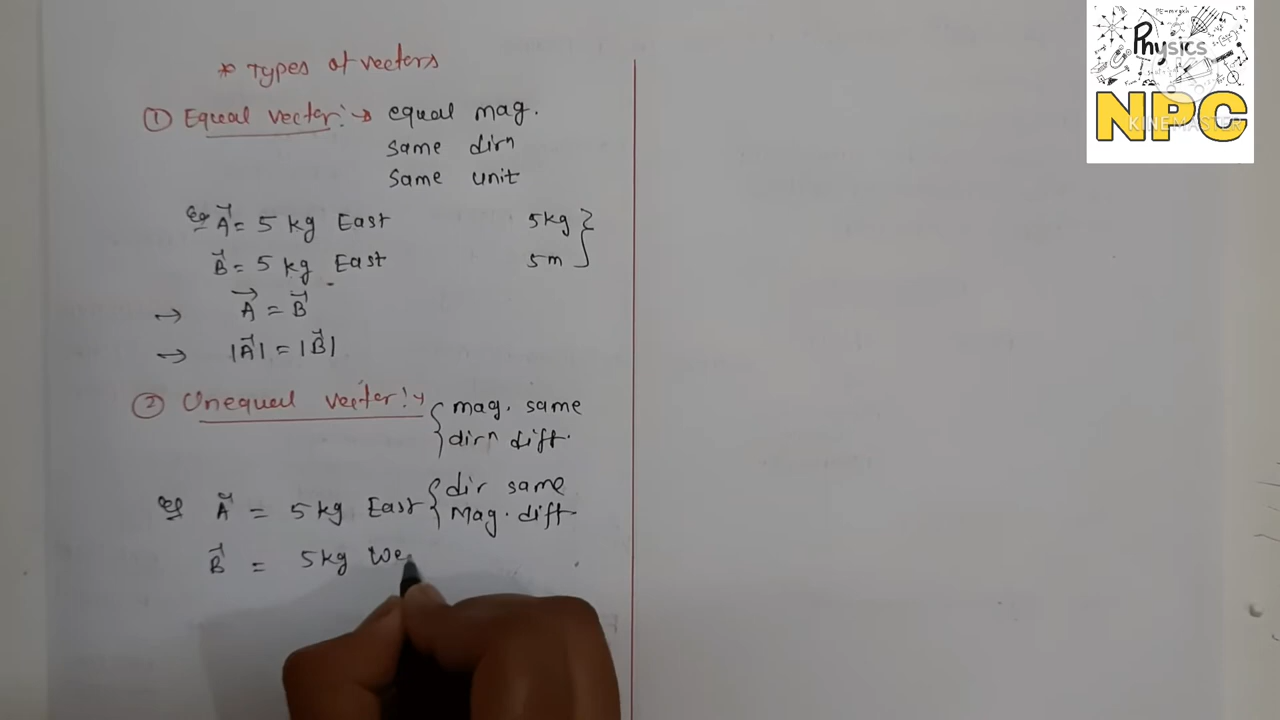 * Types of vectors
① Equal vector:→ equal mag.
same dirⁿ
same unit
Eg A⃗ = 5 kg East 5kg }
B⃗ = 5 kg East 5m
→ A⃗ = B⃗
→ |A⃗| = |B⃗|
② Unequal vector:→ { mag. same
dirⁿ diff.
{ dir same
Mag. diff
eg A⃗ = 5 kg East
B⃗ = 5 kg We
Physics
NPC
KINEMASTER